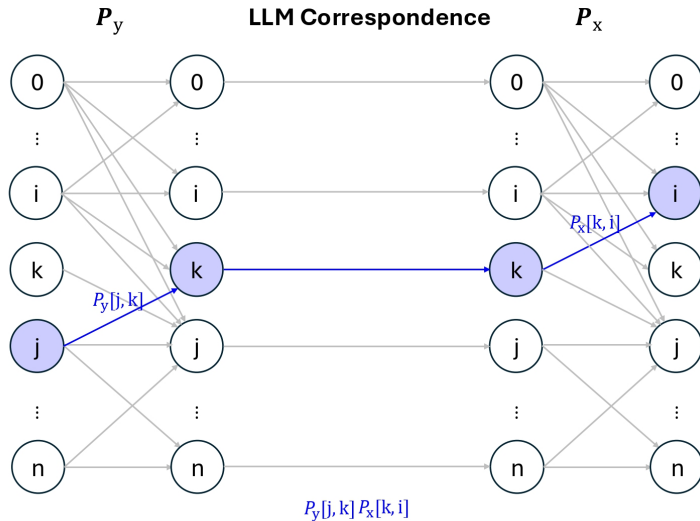 P_y LLM Correspondence P_x
0 0 0 0
⋮ ⋮ ⋮ ⋮
i i i i
P_x[k, i]
k k k k
P_y[j, k]
j j j j
⋮ ⋮ ⋮ ⋮
n n n n
P_y[j, k] P_x[k, i]